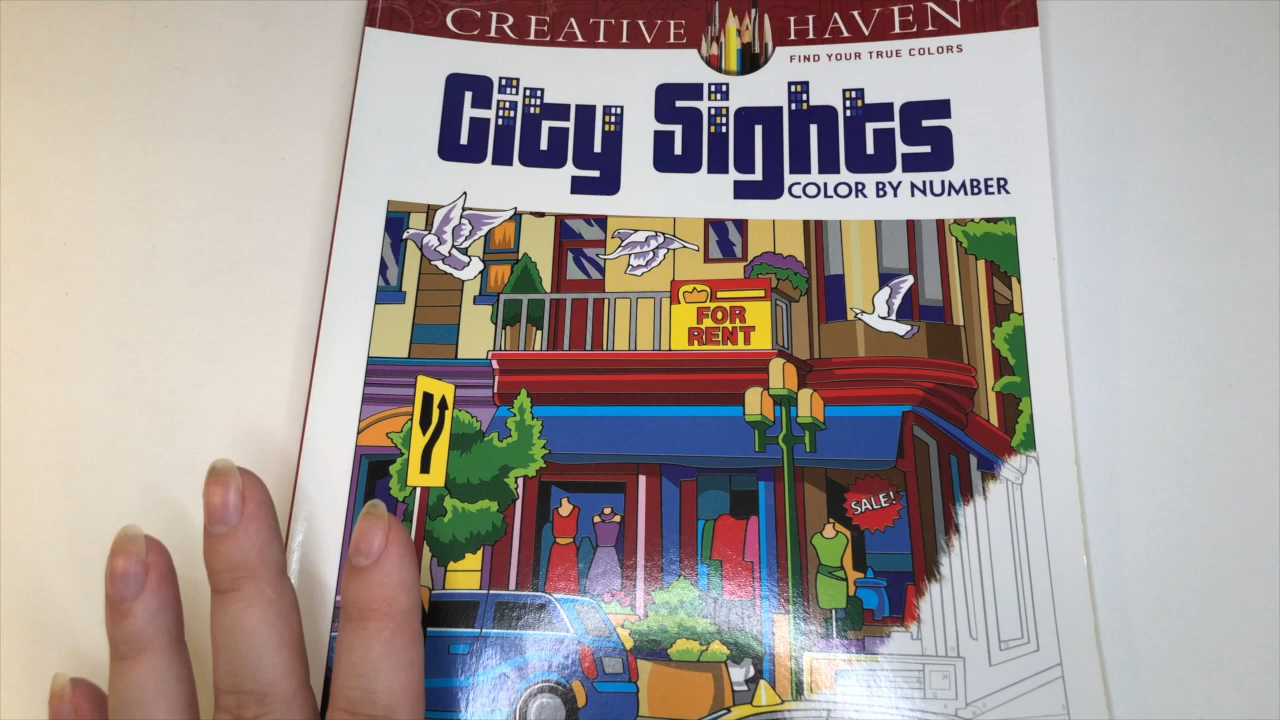 CREATIVE HAVEN®
FIND YOUR TRUE COLORS
City Sights
COLOR BY NUMBER
FOR
RENT
SALE!